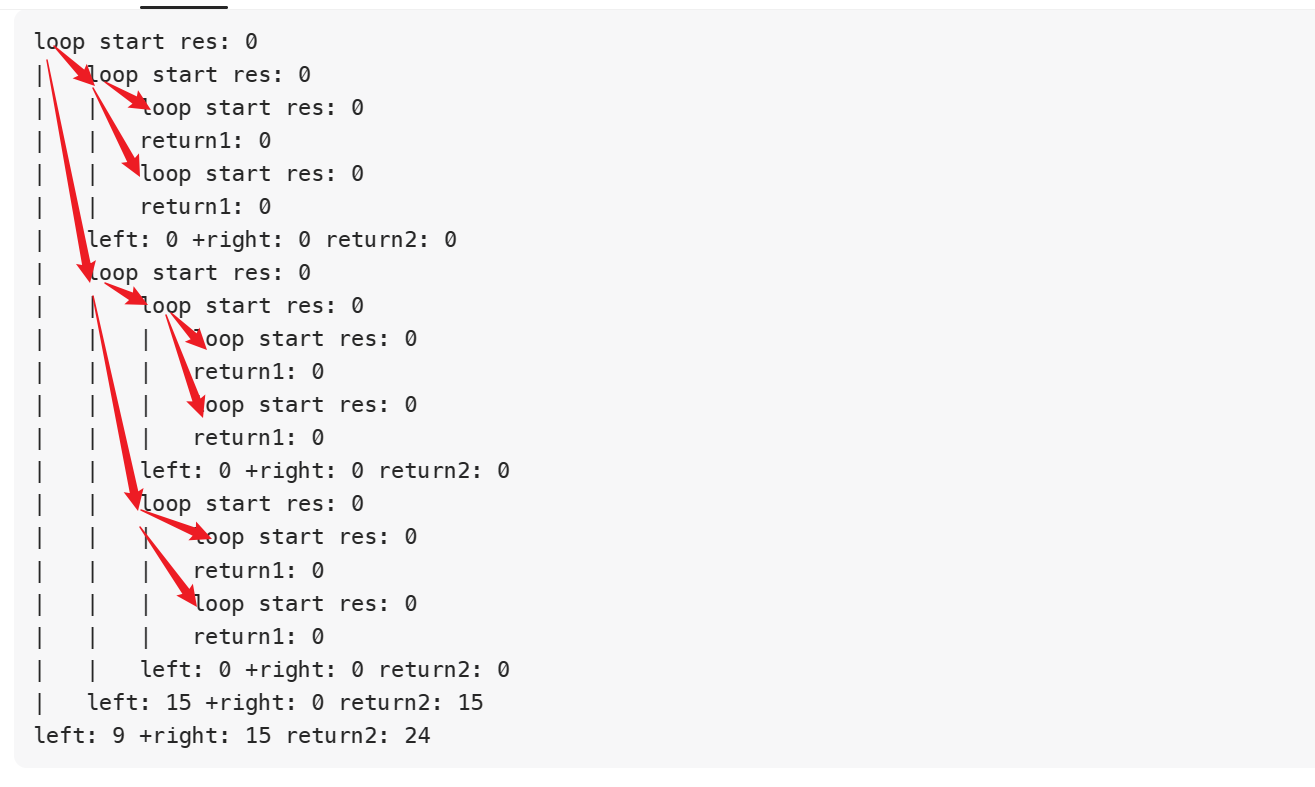 loop start res: 0
|   loop start res: 0
|   |   loop start res: 0
|   |   return1: 0
|   |   loop start res: 0
|   |   return1: 0
|   left: 0 +right: 0 return2: 0
|   loop start res: 0
|   |   loop start res: 0
|   |   |   loop start res: 0
|   |   |   return1: 0
|   |   |   loop start res: 0
|   |   |   return1: 0
|   |   left: 0 +right: 0 return2: 0
|   |   loop start res: 0
|   |   |   loop start res: 0
|   |   |   return1: 0
|   |   |   loop start res: 0
|   |   |   return1: 0
|   |   left: 0 +right: 0 return2: 0
|   left: 15 +right: 0 return2: 15
left: 9 +right: 15 return2: 24